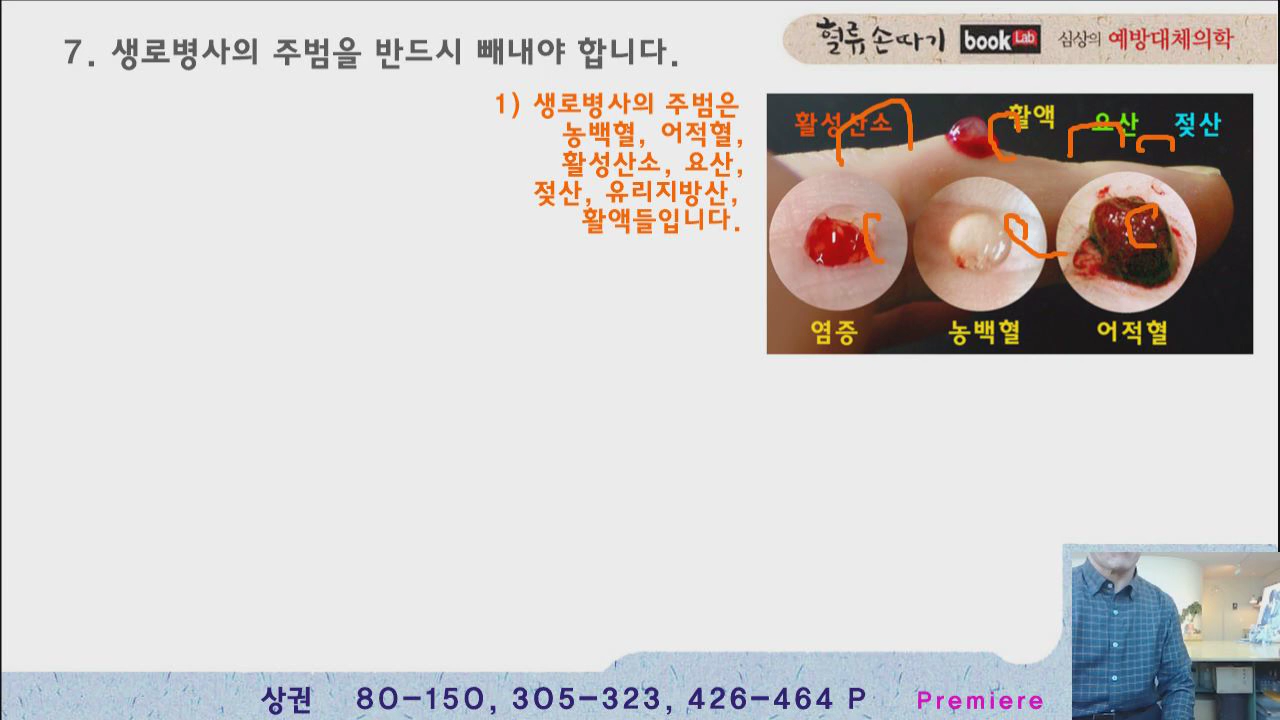 혈류 손따기 book Lab 심상의 예방대체의학
7. 생로병사의 주범을 반드시 빼내야 합니다.
1) 생로병사의 주범은
농백혈, 어적혈,
활성산소, 요산,
젖산, 유리지방산,
활액들입니다.
활성산소 활액 요산 젖산
염증 농백혈 어적혈
상권 80-150, 305-323, 426-464 P Premiere